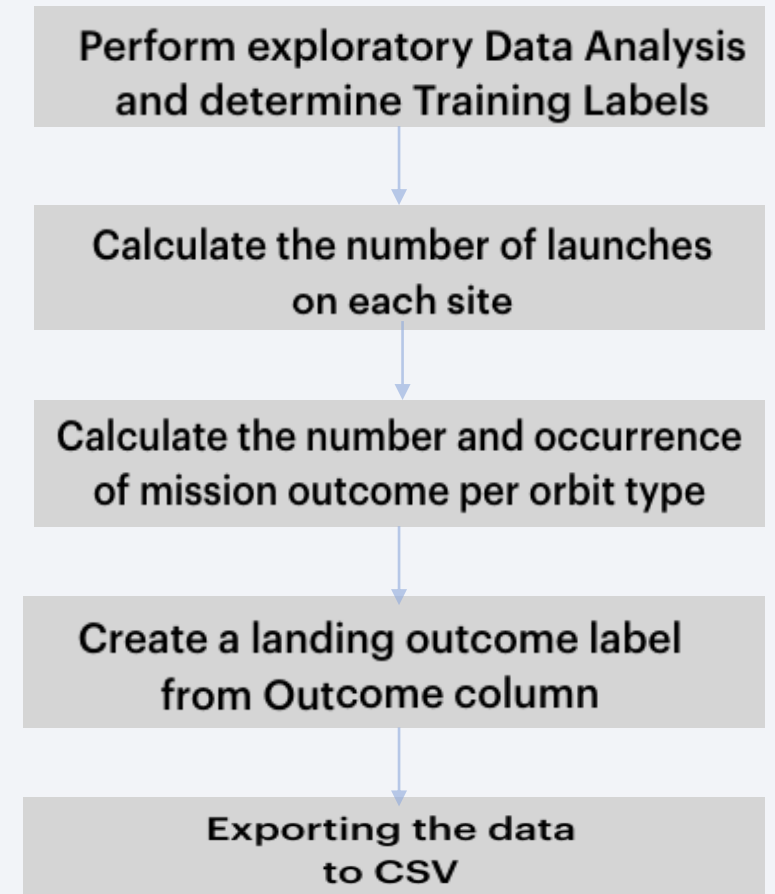 Perform exploratory Data Analysis
and determine Training Labels
Calculate the number of launches
on each site
Calculate the number and occurrence
of mission outcome per orbit type
Create a landing outcome label
from Outcome column
Exporting the data
to CSV